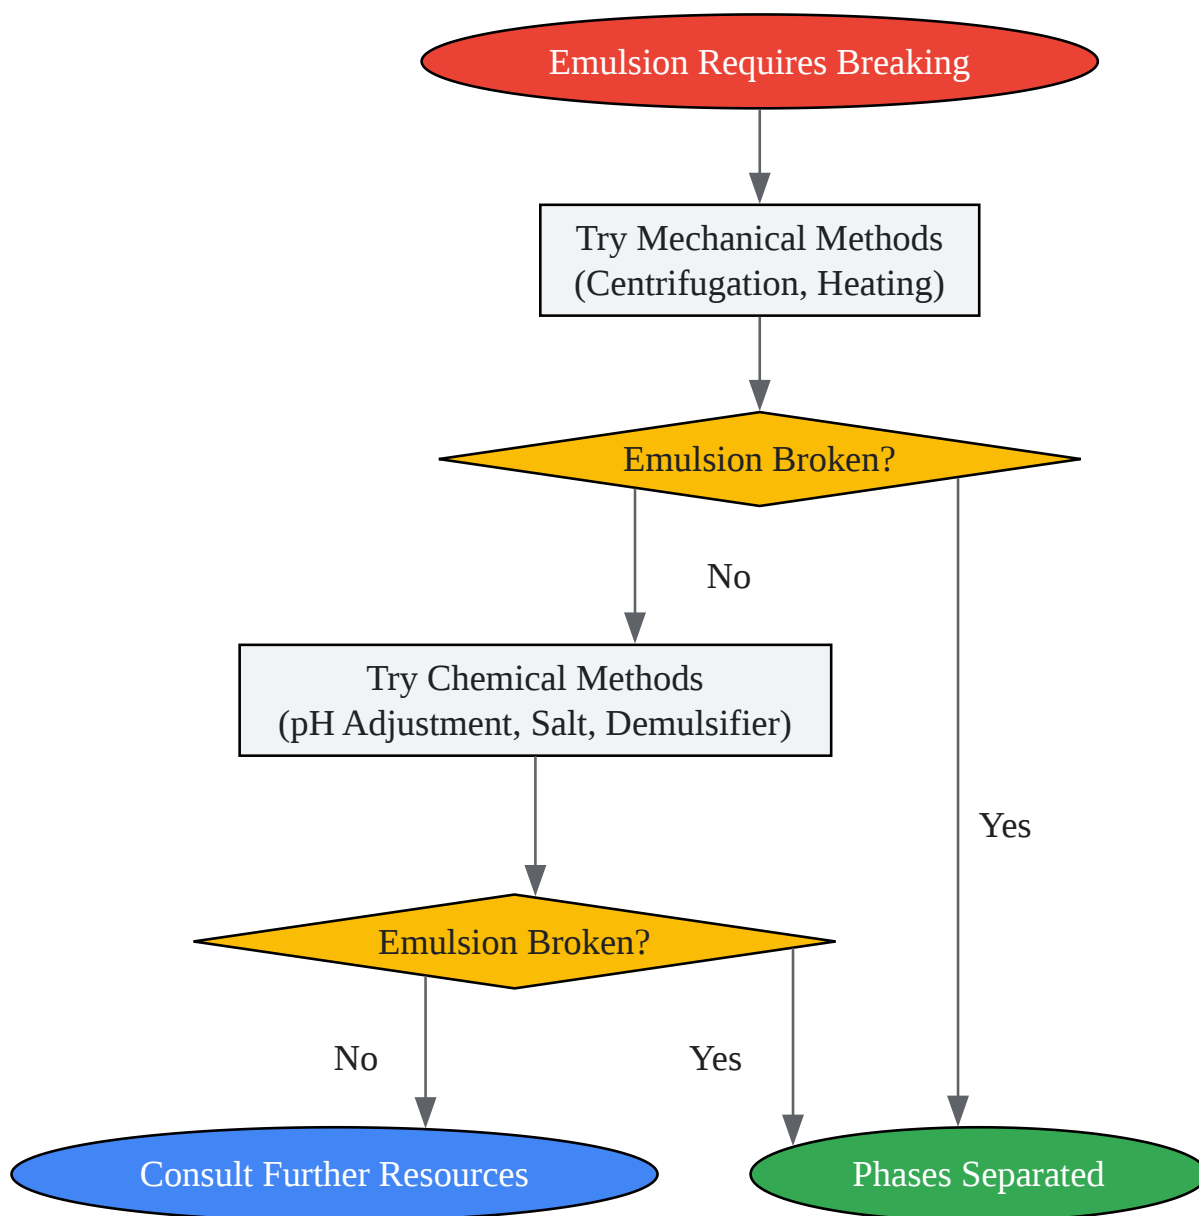 Emulsion Requires Breaking
Try Mechanical Methods
(Centrifugation, Heating)
Emulsion Broken?
No
Try Chemical Methods
(pH Adjustment, Salt, Demulsifier)
Yes
Emulsion Broken?
No
Yes
Consult Further Resources
Phases Separated